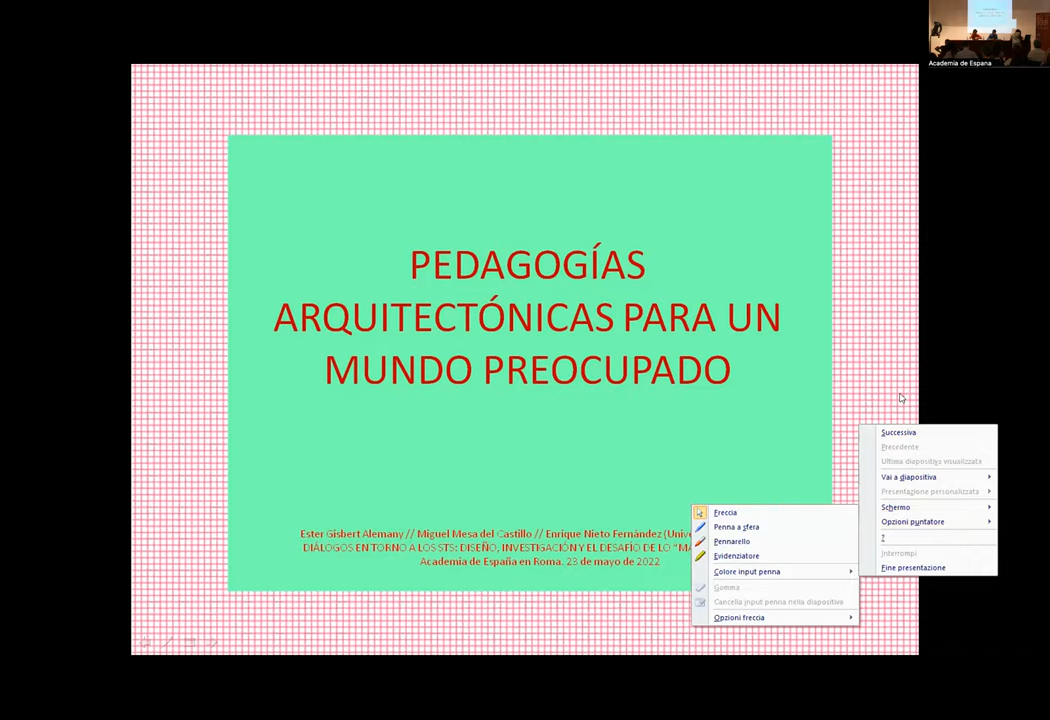 Academia de Espana
PEDAGOGÍAS
ARQUITECTÓNICAS PARA UN
MUNDO PREOCUPADO
Ester Gisbert Alemany // Miguel Mesa del Castillo // Enrique Nieto Fernández
DIÁLOGOS EN TORNO A LOS STS: DISEÑO, INVESTIGACIÓN Y EL DESAFÍO DE LO
Academia de España en Roma. 23 de mayo de 2022
Successiva
Precedente
Ultima diapositiva visualizzata
Vai a diapositiva
Presentazione personalizzata
Schermo
Opzioni puntatore
?
Interrompi
Fine presentazione
Freccia
Penna a sfera
Pennarello
Evidenziatore
Colore input penna
Gomma
Cancella input penna nella diapositiva
Opzioni freccia